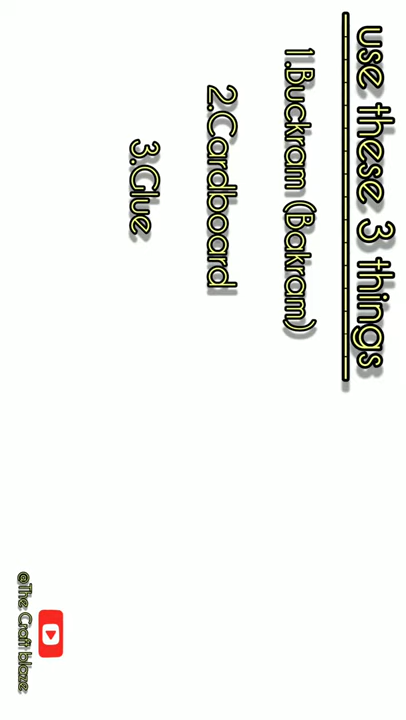 use these 3 things
1.Buckram (Bakram)
2.Cardboard
3.Glue
@The Craft blaze